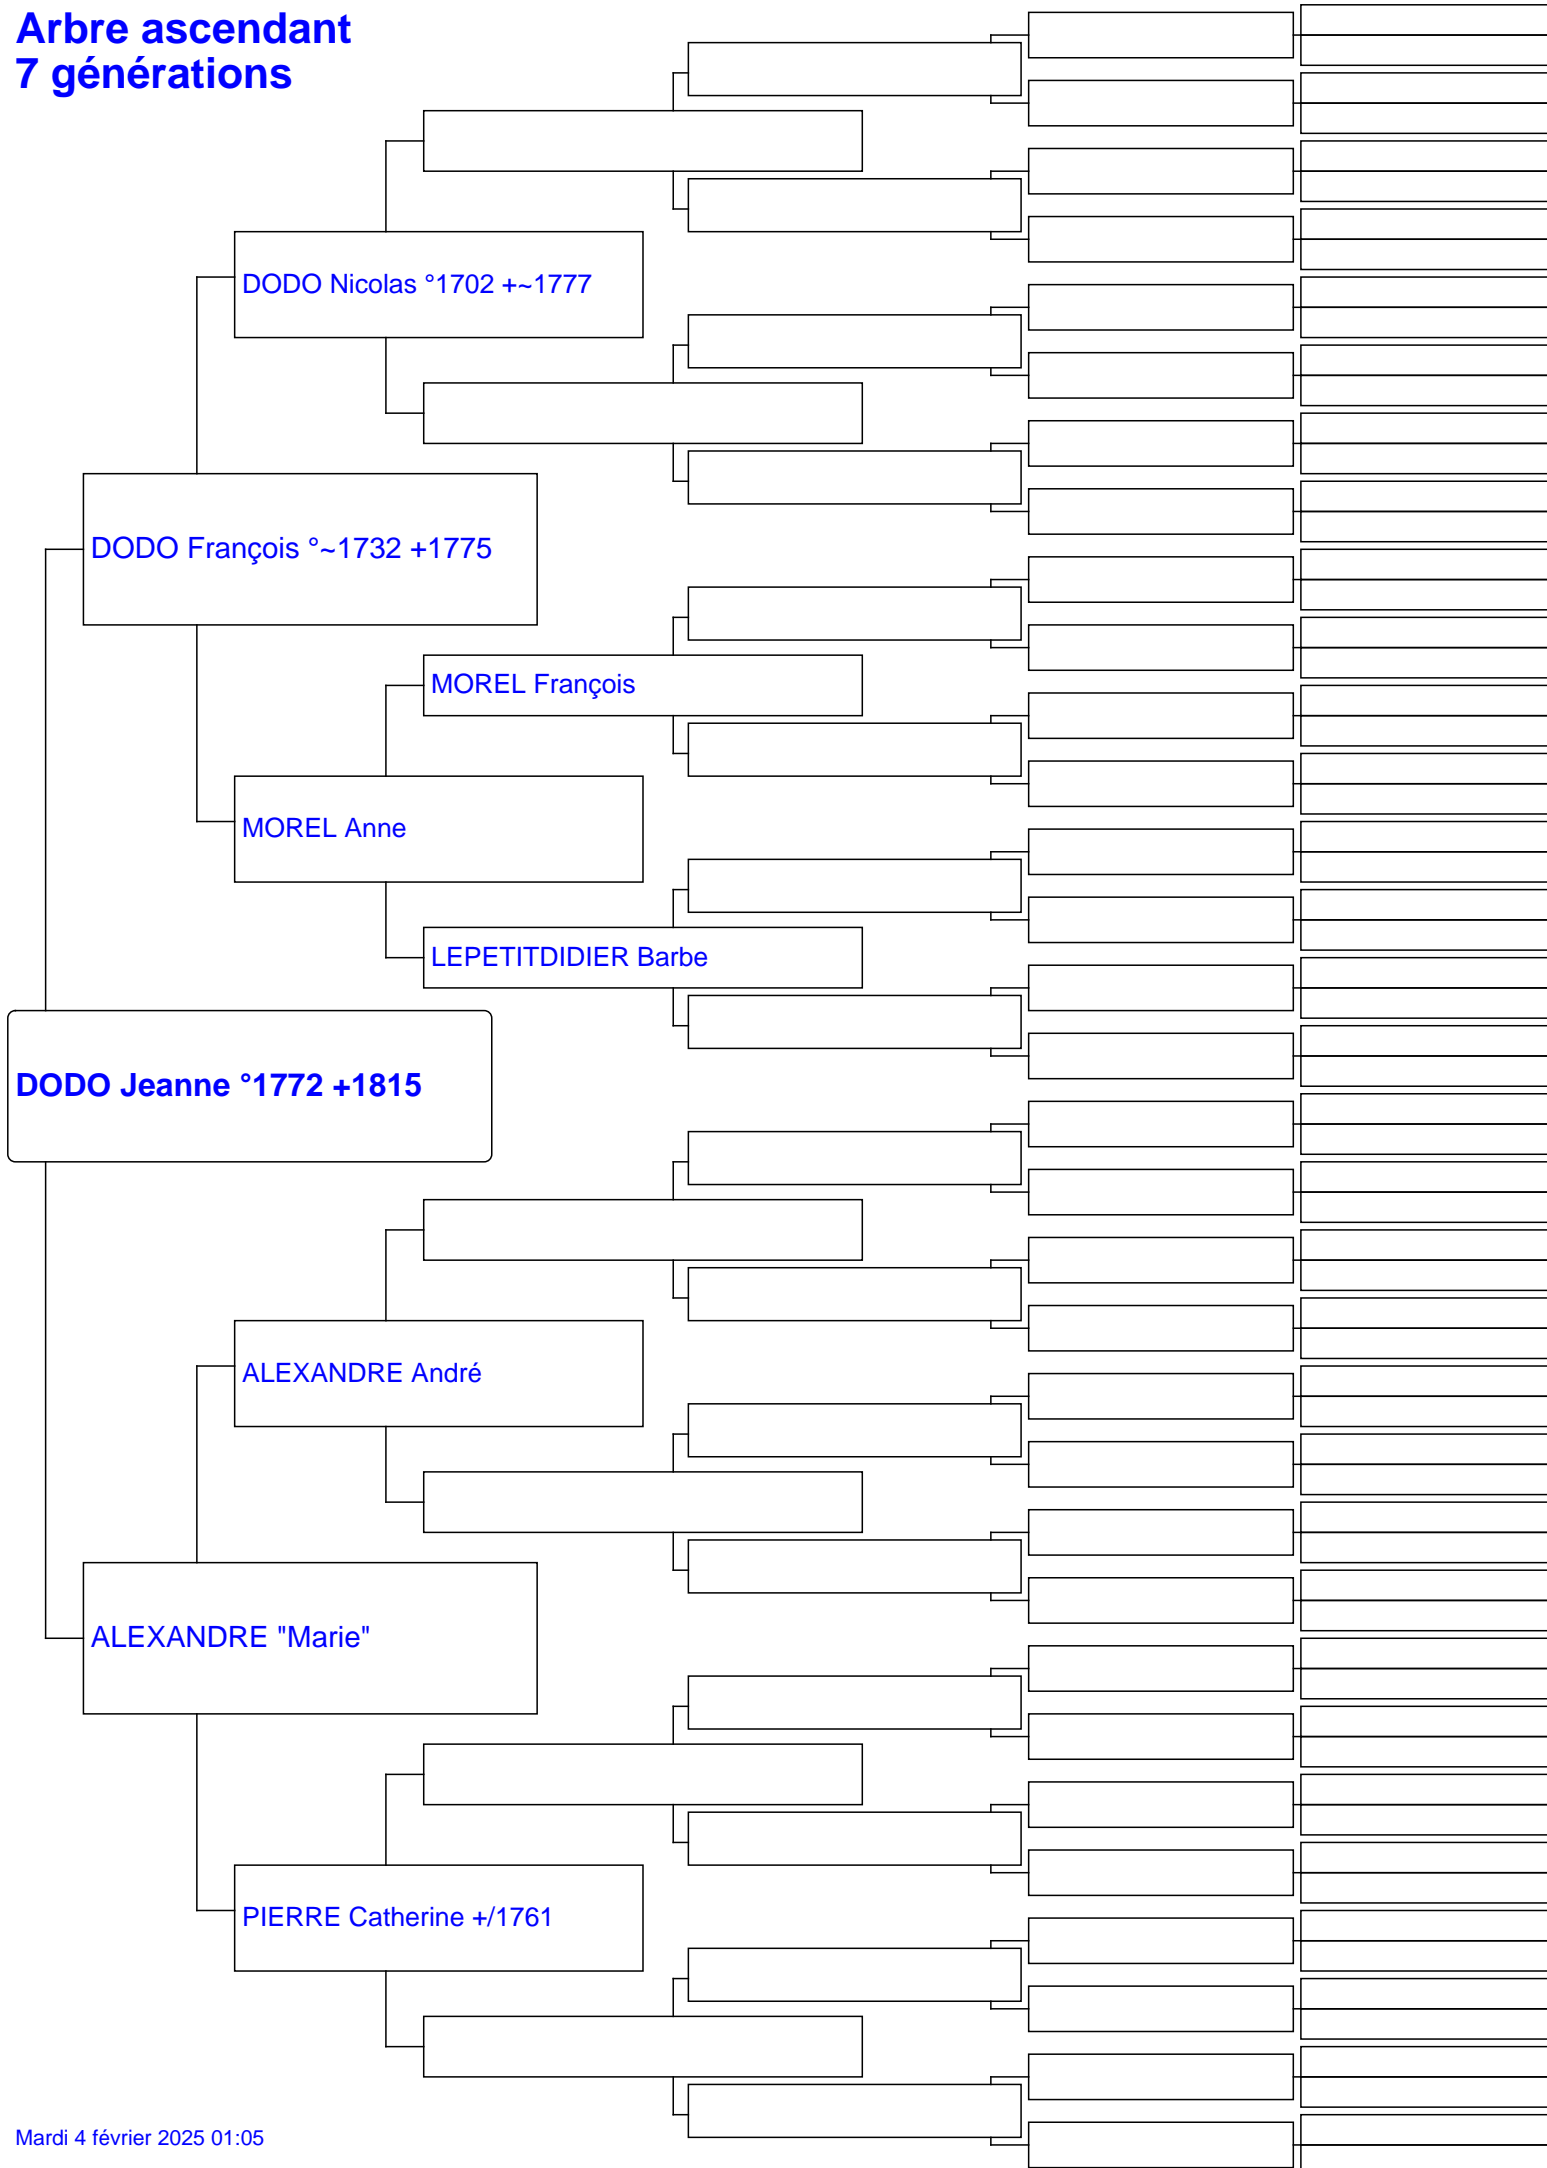 Arbre ascendant
7 générations
DODO Nicolas °1702 +~1777
DODO François °~1732 +1775
MOREL François
MOREL Anne
LEPETITDIDIER Barbe
DODO Jeanne °1772 +1815
ALEXANDRE André
ALEXANDRE "Marie"
PIERRE Catherine +/1761
Mardi 4 février 2025 01:05